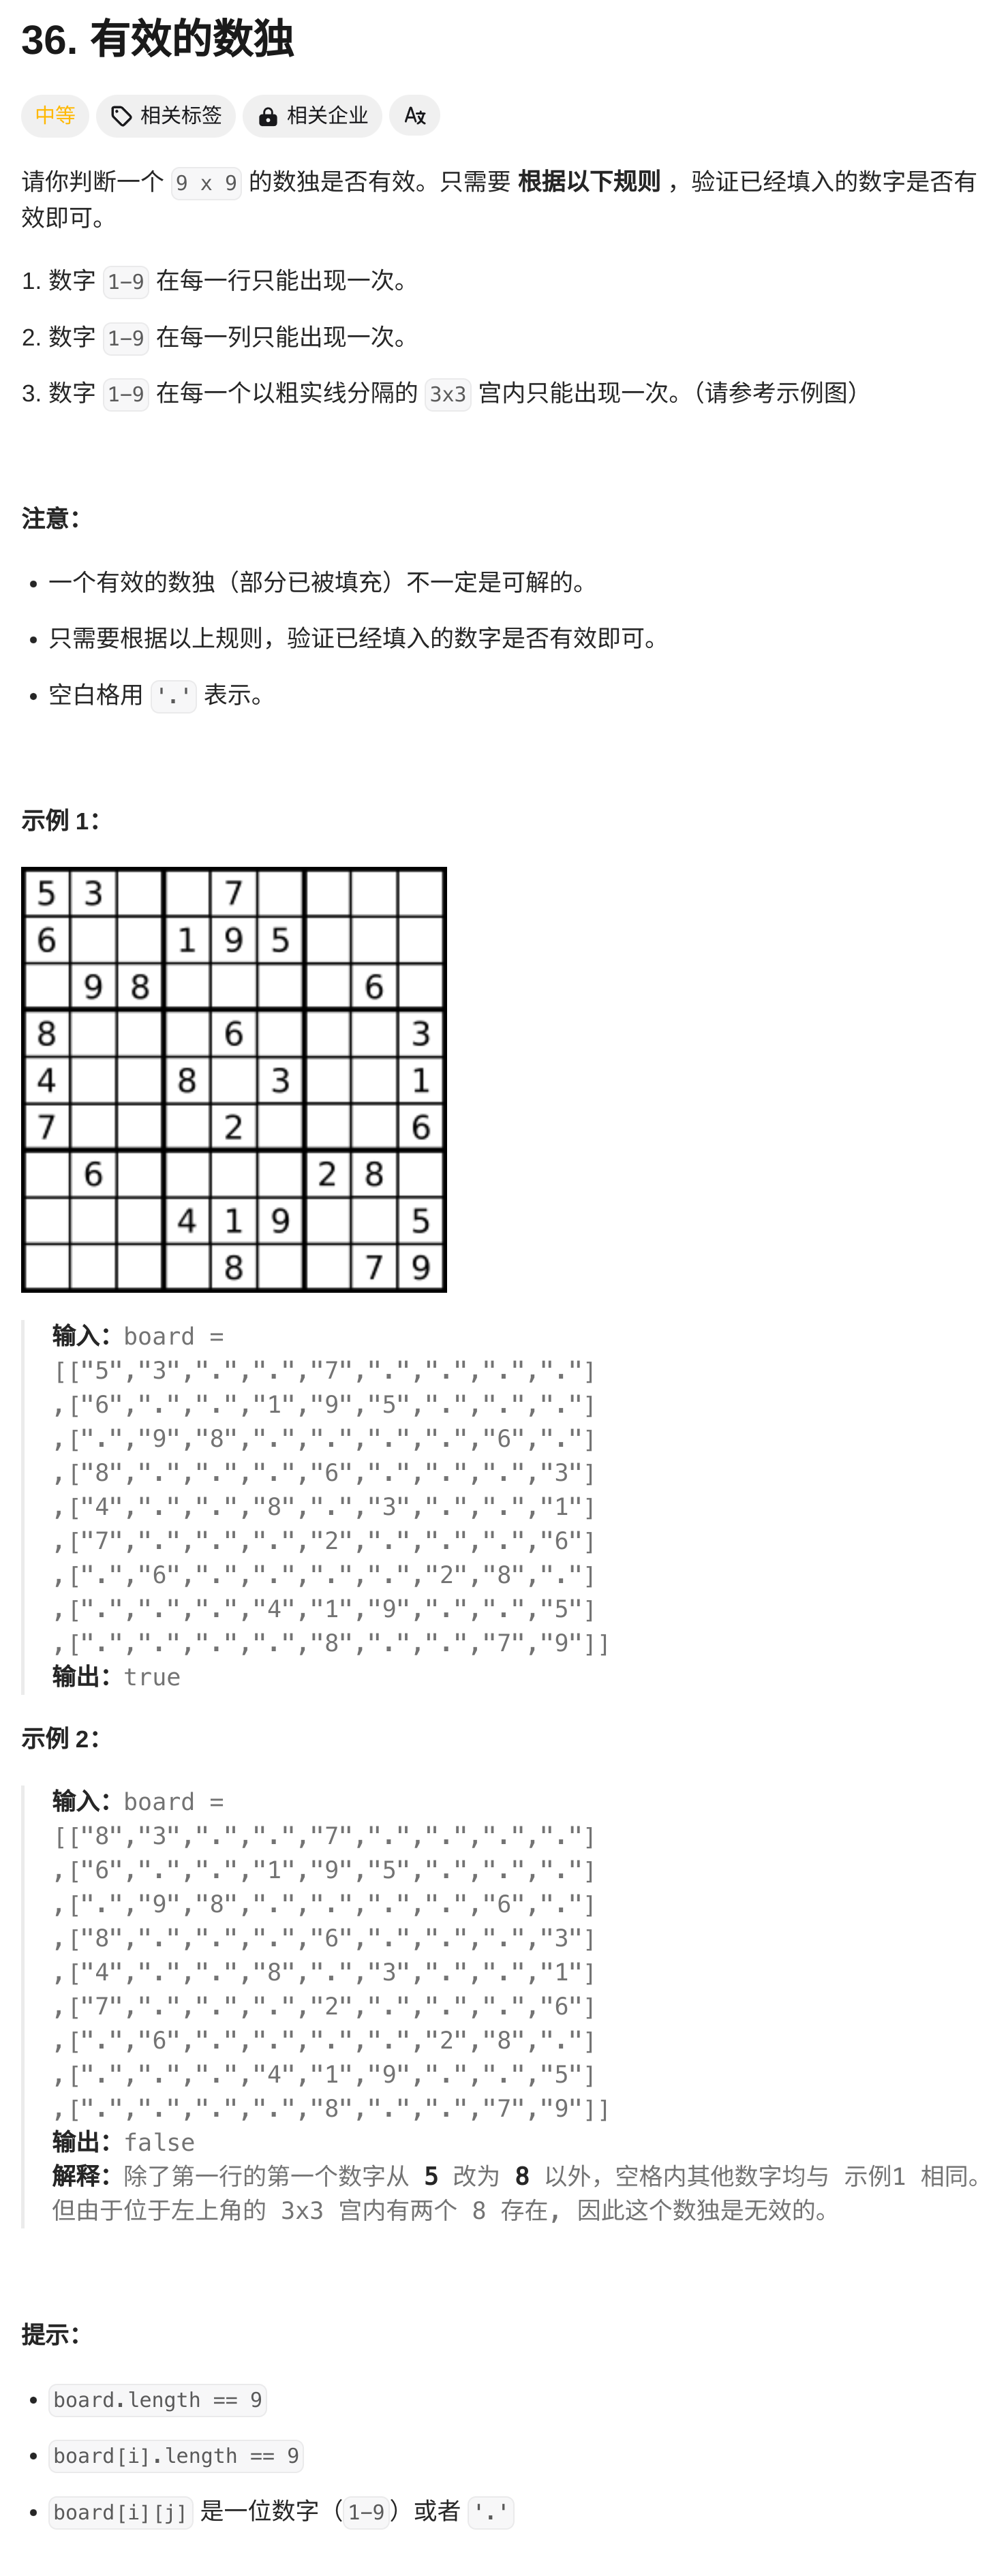 36. 有效的数独
中等 相关标签 相关企业
请你判断一个 9 x 9 的数独是否有效。只需要 根据以下规则 ，验证已经填入的数字是否有
效即可。
1. 数字 1-9 在每一行只能出现一次。
2. 数字 1-9 在每一列只能出现一次。
3. 数字 1-9 在每一个以粗实线分隔的 3x3 宫内只能出现一次。（请参考示例图）
注意：
• 一个有效的数独（部分已被填充）不一定是可解的。
• 只需要根据以上规则，验证已经填入的数字是否有效即可。
• 空白格用 '.' 表示。
示例 1：
5 3 7
6 1 9 5
9 8 6
8 6 3
4 8 3 1
7 2 6
6 2 8
4 1 9 5
8 7 9
输入：board =
[["5","3",".",".","7",".",".",".","."]
,["6",".",".","1","9","5",".",".","."]
,[".","9","8",".",".",".",".","6","."]
,["8",".",".",".","6",".",".",".","3"]
,["4",".",".","8",".","3",".",".","1"]
,["7",".",".",".","2",".",".",".","6"]
,[".","6",".",".",".",".","2","8","."]
,[".",".",".","4","1","9",".",".","5"]
,[".",".",".",".","8",".",".","7","9"]]
输出：true
示例 2：
输入：board =
[["8","3",".",".","7",".",".",".","."]
,["6",".",".","1","9","5",".",".","."]
,[".","9","8",".",".",".",".","6","."]
,["8",".",".",".","6",".",".",".","3"]
,["4",".",".","8",".","3",".",".","1"]
,["7",".",".",".","2",".",".",".","6"]
,[".","6",".",".",".",".","2","8","."]
,[".",".",".","4","1","9",".",".","5"]
,[".",".",".",".","8",".",".","7","9"]]
输出：false
解释：除了第一行的第一个数字从 5 改为 8 以外，空格内其他数字均与 示例1 相同。
但由于位于左上角的 3x3 宫内有两个 8 存在, 因此这个数独是无效的。
提示：
• board.length == 9
• board[i].length == 9
• board[i][j] 是一位数字（1-9）或者 '.'